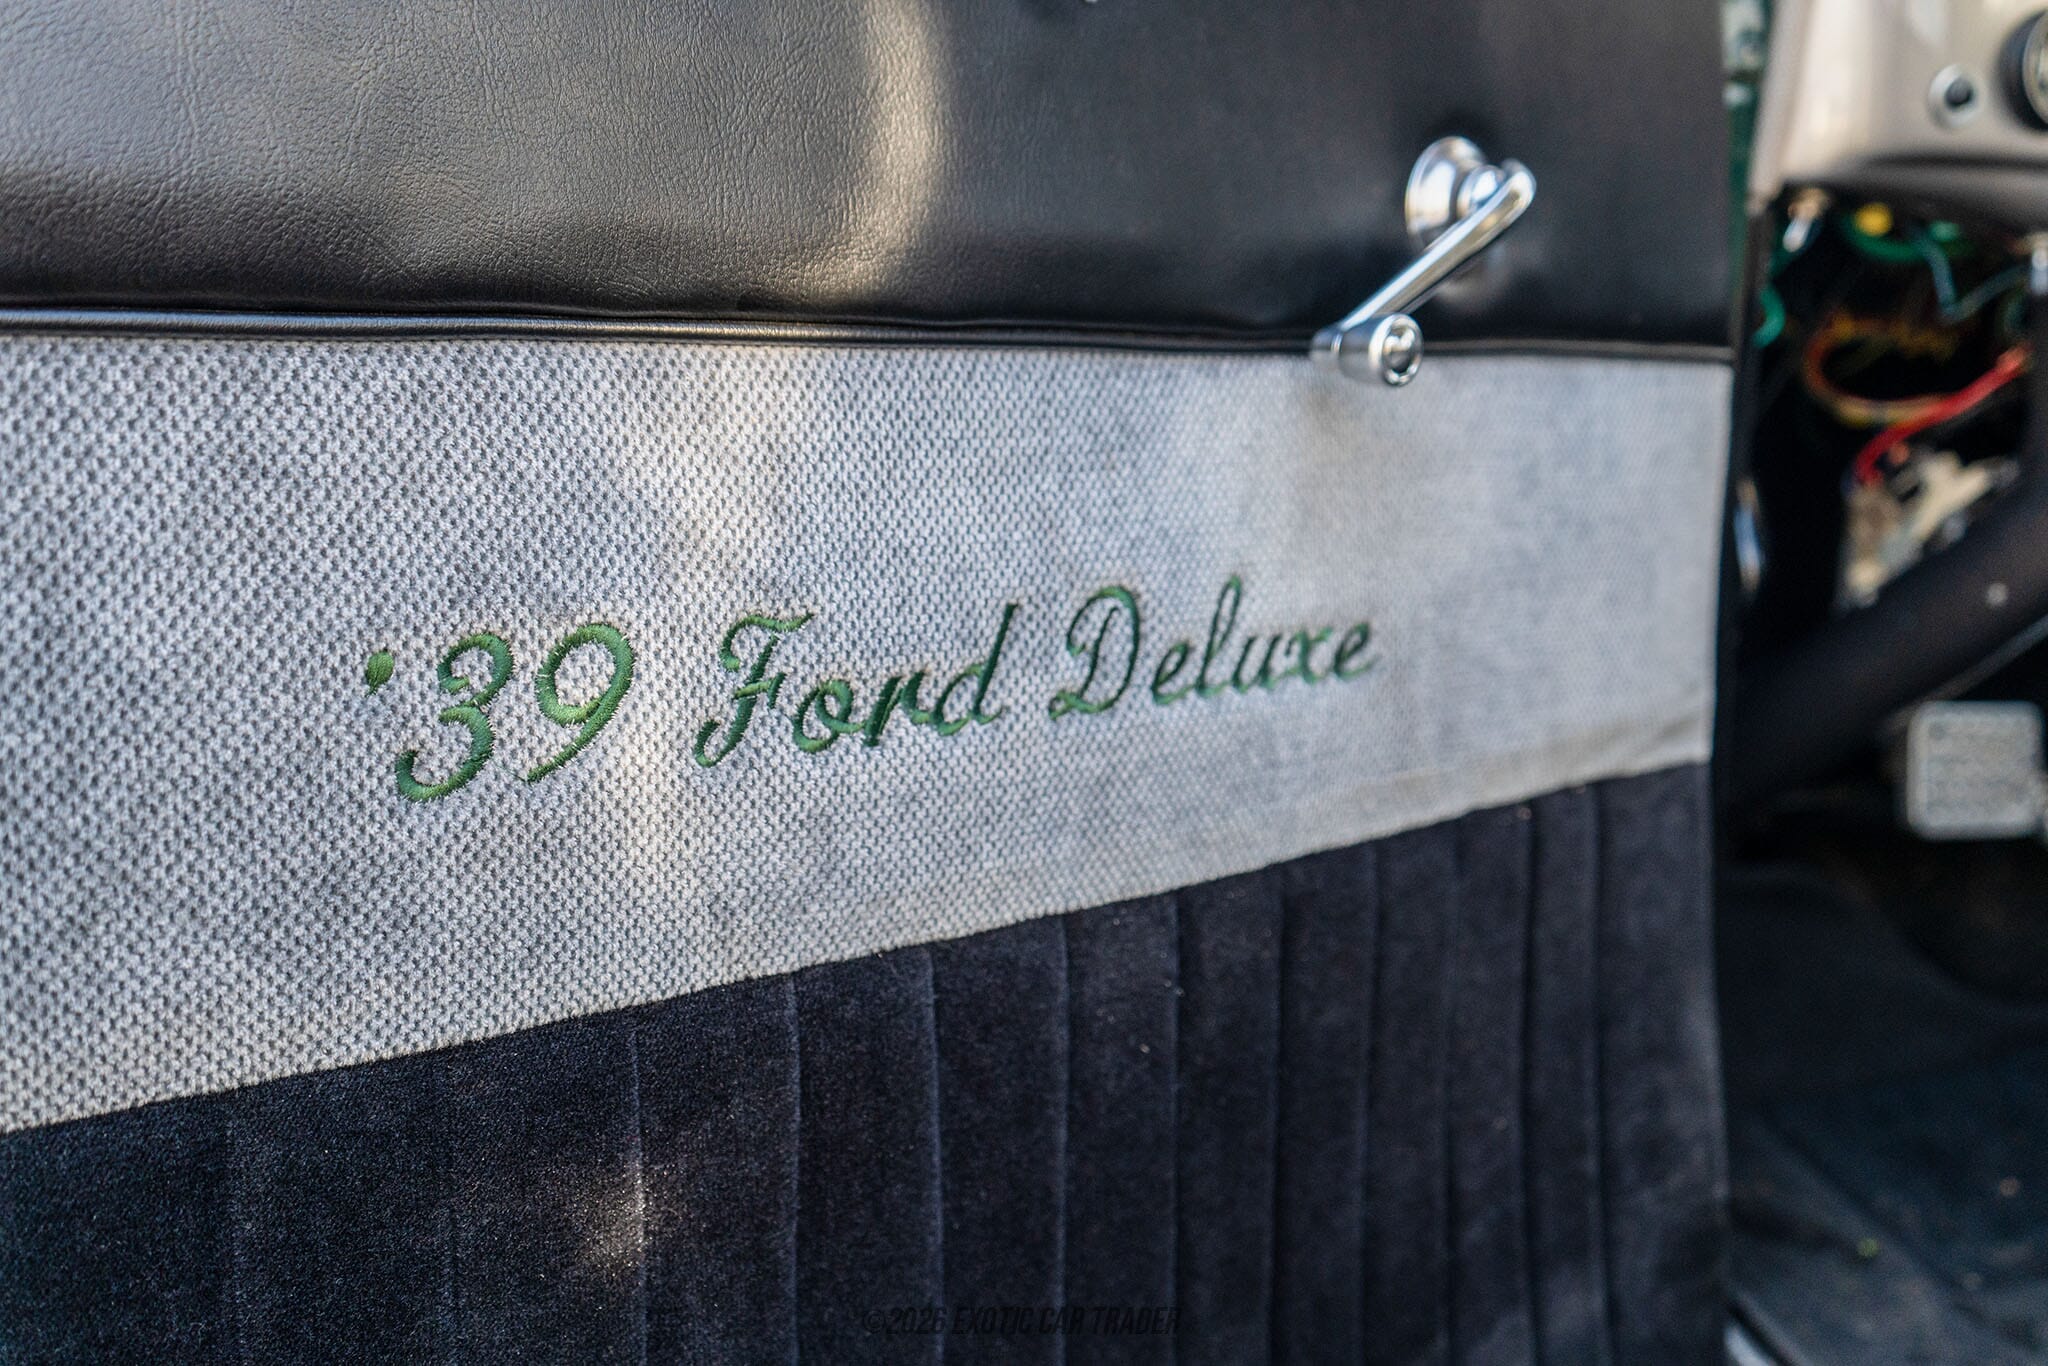 '39 Ford Deluxe
©2026 EXOTIC CAR TRADER